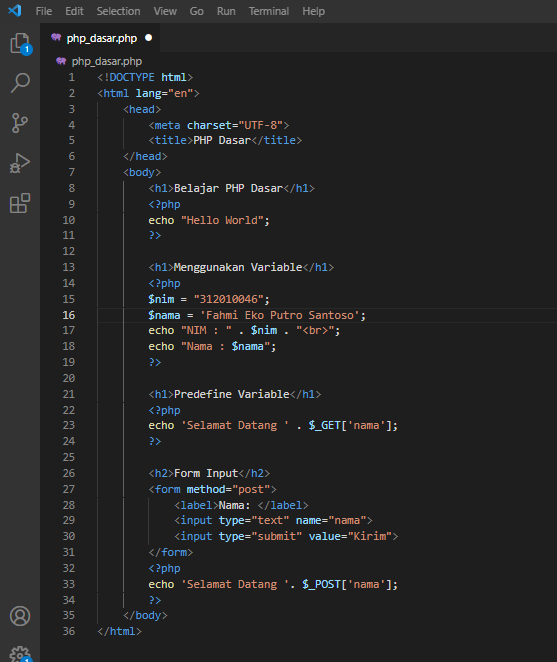 File Edit Selection View Go Run Terminal Help
php_dasar.php
php_dasar.php
1 <!DOCTYPE html>
2 <html lang="en">
3 <head>
4 <meta charset="UTF-8">
5 <title>PHP Dasar</title>
6 </head>
7 <body>
8 <h1>Belajar PHP Dasar</h1>
9 <?php
10 echo "Hello World";
11 ?>
12
13 <h1>Menggunakan Variable</h1>
14 <?php
15 $nim = "312010046";
16 $nama = 'Fahmi Eko Putro Santoso';
17 echo "NIM : " . $nim . "<br>";
18 echo "Nama : $nama";
19 ?>
20
21 <h1>Predefine Variable</h1>
22 <?php
23 echo 'Selamat Datang ' . $_GET['nama'];
24 ?>
25
26 <h2>Form Input</h2>
27 <form method="post">
28 <label>Nama: </label>
29 <input type="text" name="nama">
30 <input type="submit" value="Kirim">
31 </form>
32 <?php
33 echo 'Selamat Datang '. $_POST['nama'];
34 ?>
35 </body>
36 </html>
1
1